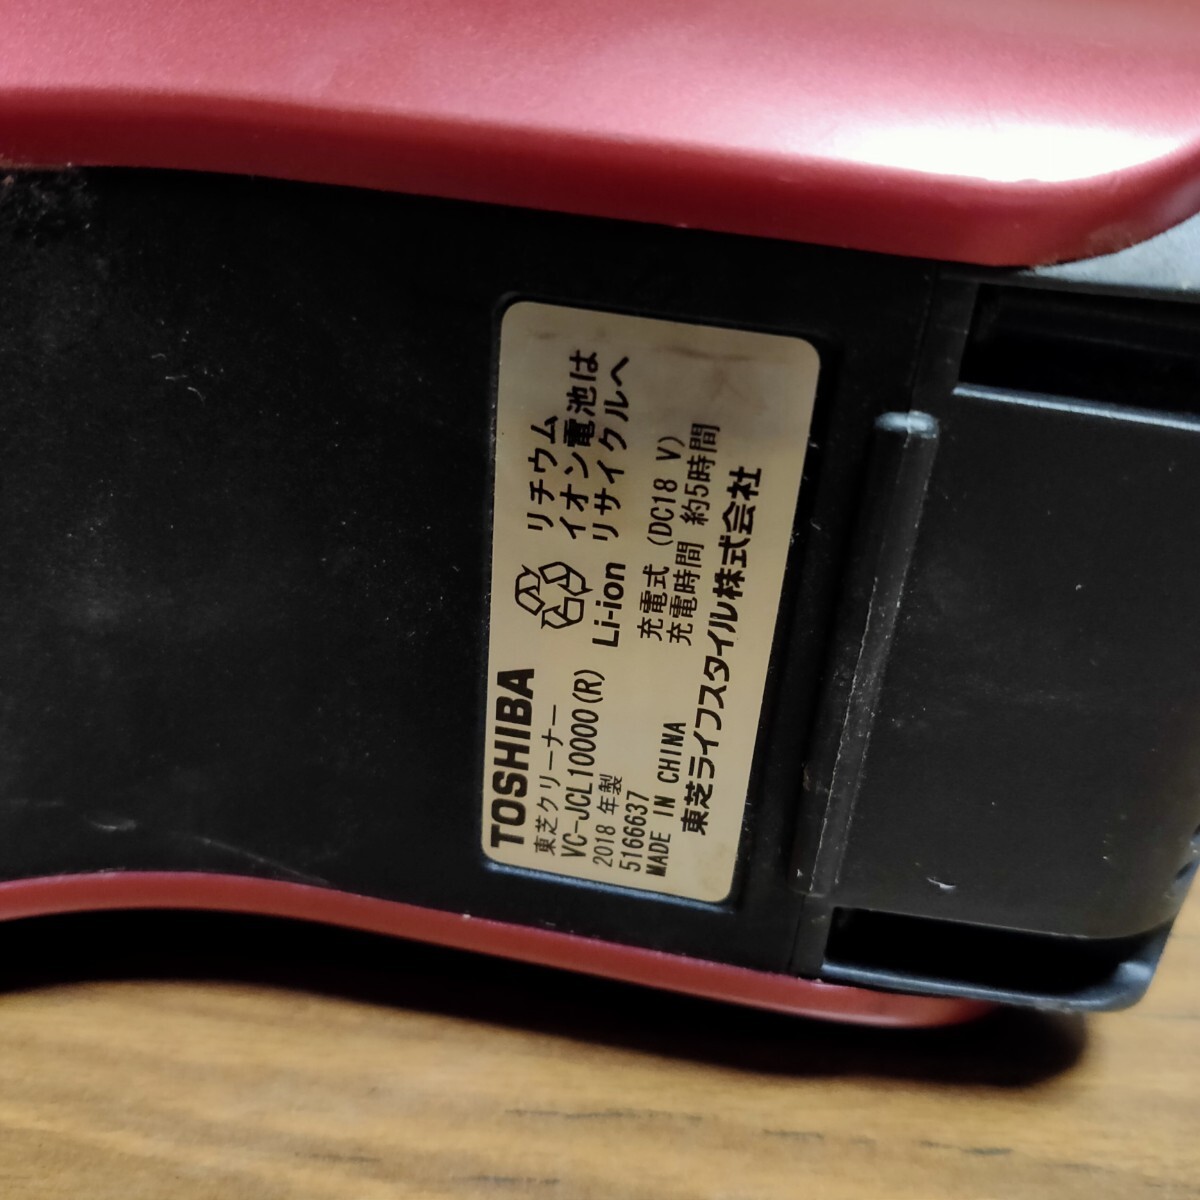 TOSHIBA
東芝クリーナー
VC-JCL10000(R)
2018 年製
5166637
MADE IN CHINA
東芝ライフスタイル株式会社
Li-ion
リチウム
イオン電池は
リサイクルへ
充電式 (DC18 V)
充電時間 約5時間